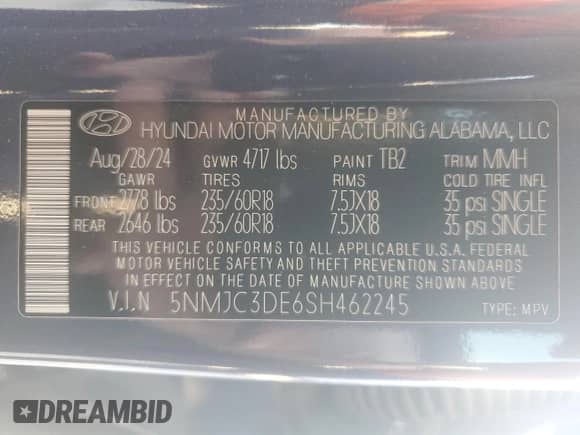 MANUFACTURED BY
HYUNDAI MOTOR MANUFACTURING ALABAMA, LLC
Aug/28/24 GVWR 4717 lbs PAINT TB2 TRIM MMH
GAWR TIRES RIMS COLD TIRE INFL
FRONT 2778 lbs 235/60R18 7.5JX18 35 psi SINGLE
REAR 2646 lbs 235/60R18 7.5JX18 35 psi SINGLE
THIS VEHICLE CONFORMS TO ALL APPLICABLE U.S.A. FEDERAL
MOTOR VEHICLE SAFETY BUMPER, AND THEFT PREVENTION STANDARDS
IN EFFECT ON THE DATE OF MANUFACTURE SHOWN ABOVE.
V.I.N 5NMJC3DE6SH462245 TYPE: MPV
DREAMBID